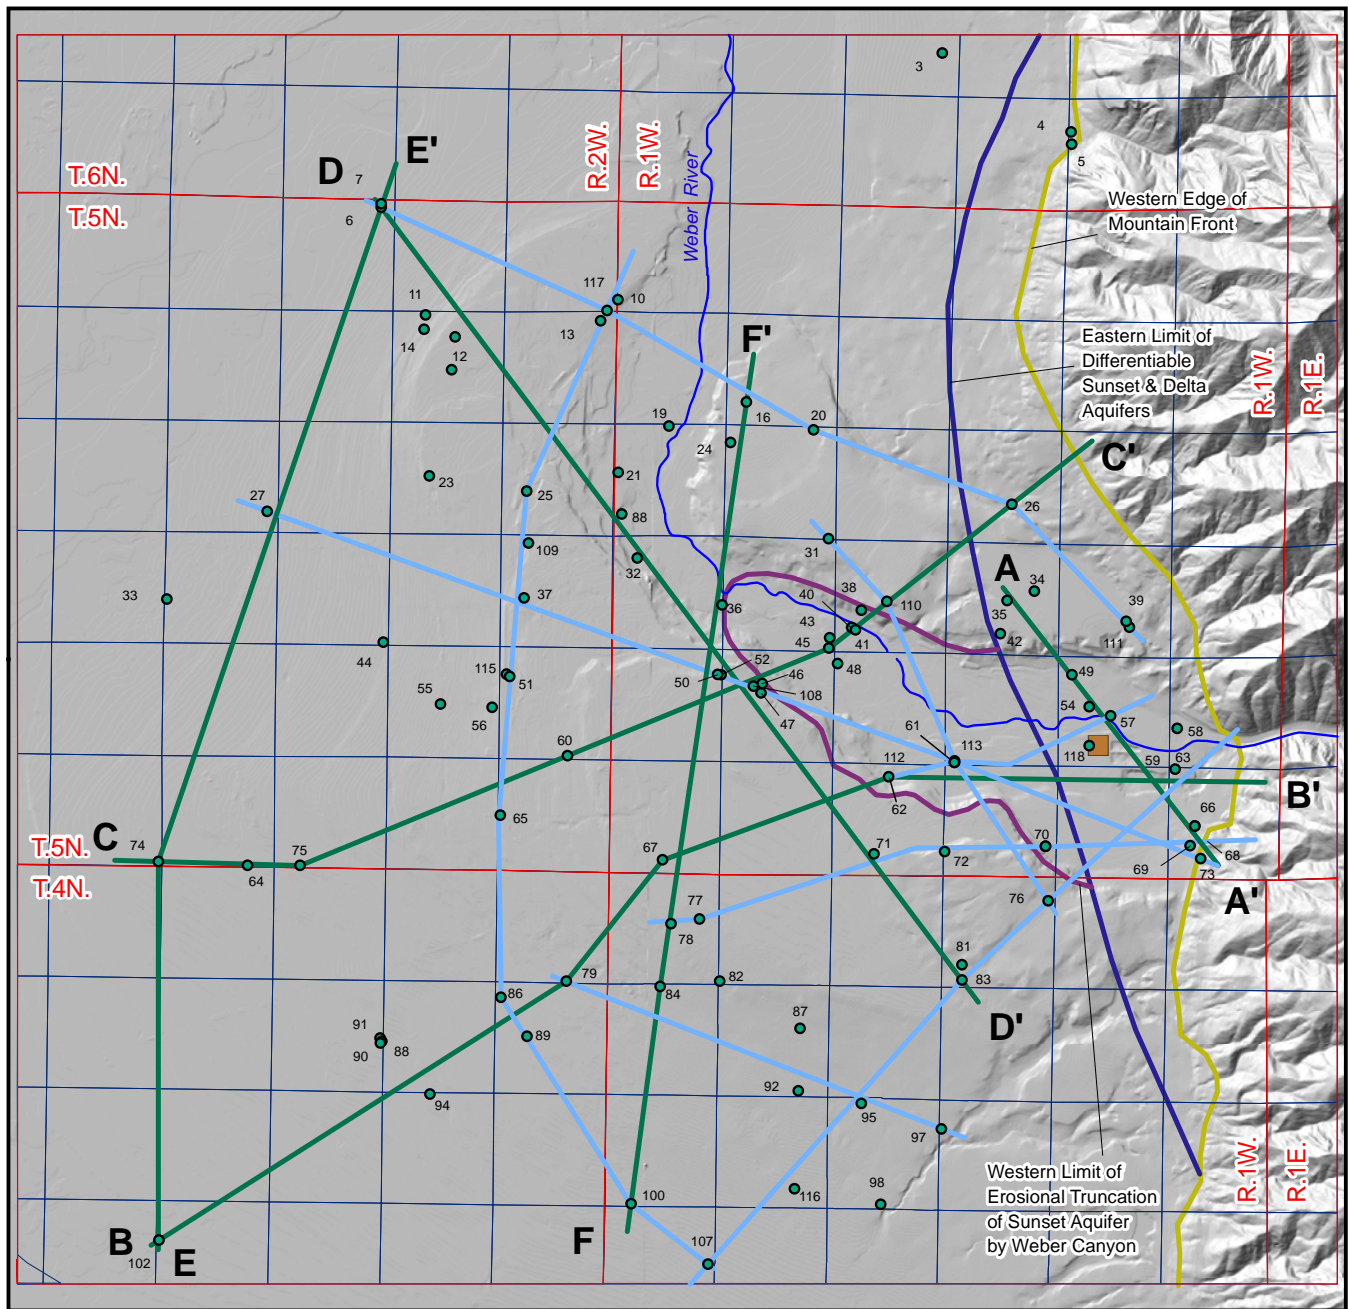 3
4
5
E'
D
7
T.6N.
R.2W.
R.1W.
Weber River
Western Edge of
Mountain Front
T.5N.
6
117
10
11
13
14
12
F'
Eastern Limit of
Differentiable
Sunset & Delta
Aquifers
R.1W.
R.1E.
19
16
20
24
C'
21
23
27
25
26
88
109
31
32
A
34
33
37
36
40
38
110
35
39
43
42
111
45
41
44
52
115
51
50
46
48
49
55
108
54
56
47
57
58
61
60
113
118
59
63
112
B'
62
65
66
C
74
T.5N.
64
75
67
71
72
70
69
68
73
T.4N.
A'
77
76
78
81
79
82
83
86
84
D'
87
91
89
90
88
92
94
95
97
Western Limit of
Erosional Truncation
of Sunset Aquifer
by Weber Canyon
R.1W.
R.1E.
98
116
100
B
102
E
F
107